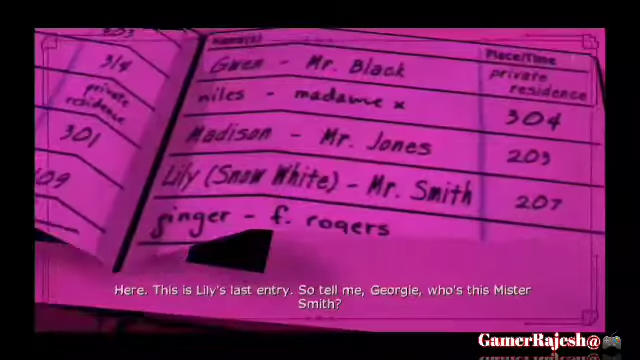 303
314
private
residence
301
Name(s)
Place/Time
Gwen - Mr. Black
private
residence
niles - madame x
304
Madison - Mr. Jones
203
Lily (Snow White) - Mr. Smith
207
ginger - f. rogers
Here. This is Lily's last entry. So tell me, Georgie, who's this Mister
Smith?
GamerRajesh@